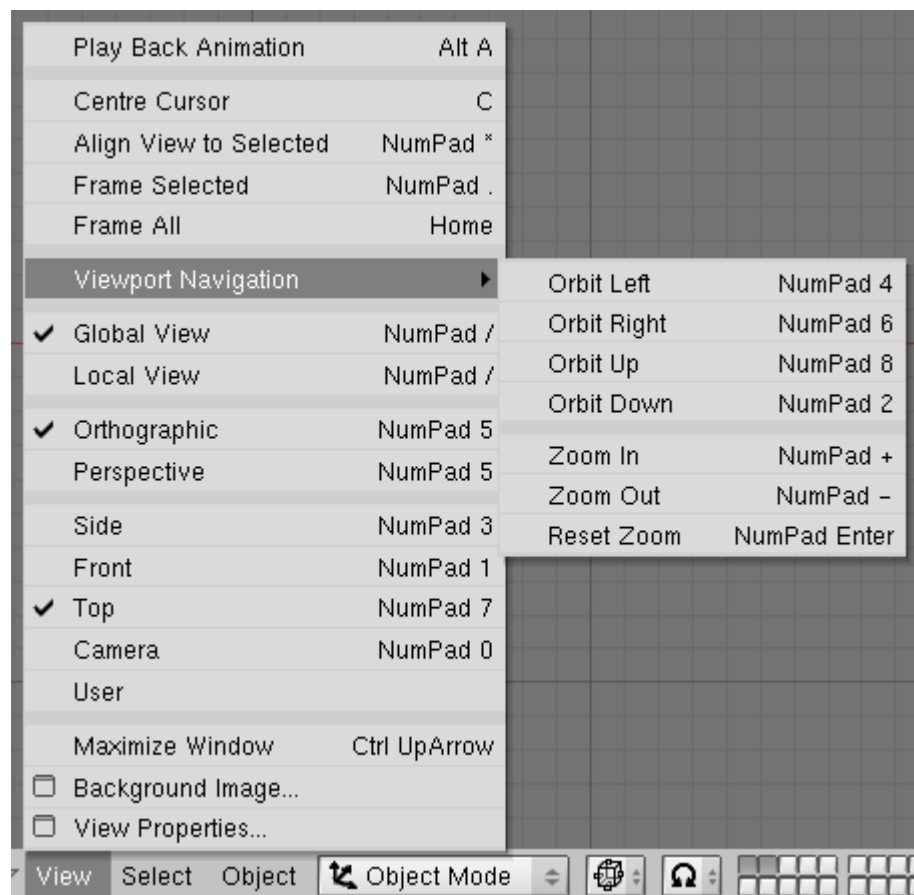 Play Back Animation Alt A
Centre Cursor C
Align View to Selected NumPad *
Frame Selected NumPad .
Frame All Home
Viewport Navigation
Global View NumPad /
Local View NumPad /
Orthographic NumPad 5
Perspective NumPad 5
Side NumPad 3
Front NumPad 1
Top NumPad 7
Camera NumPad 0
User
Maximize Window Ctrl UpArrow
Background Image...
View Properties...
Orbit Left NumPad 4
Orbit Right NumPad 6
Orbit Up NumPad 8
Orbit Down NumPad 2
Zoom In NumPad +
Zoom Out NumPad -
Reset Zoom NumPad Enter
View Select Object Object Mode